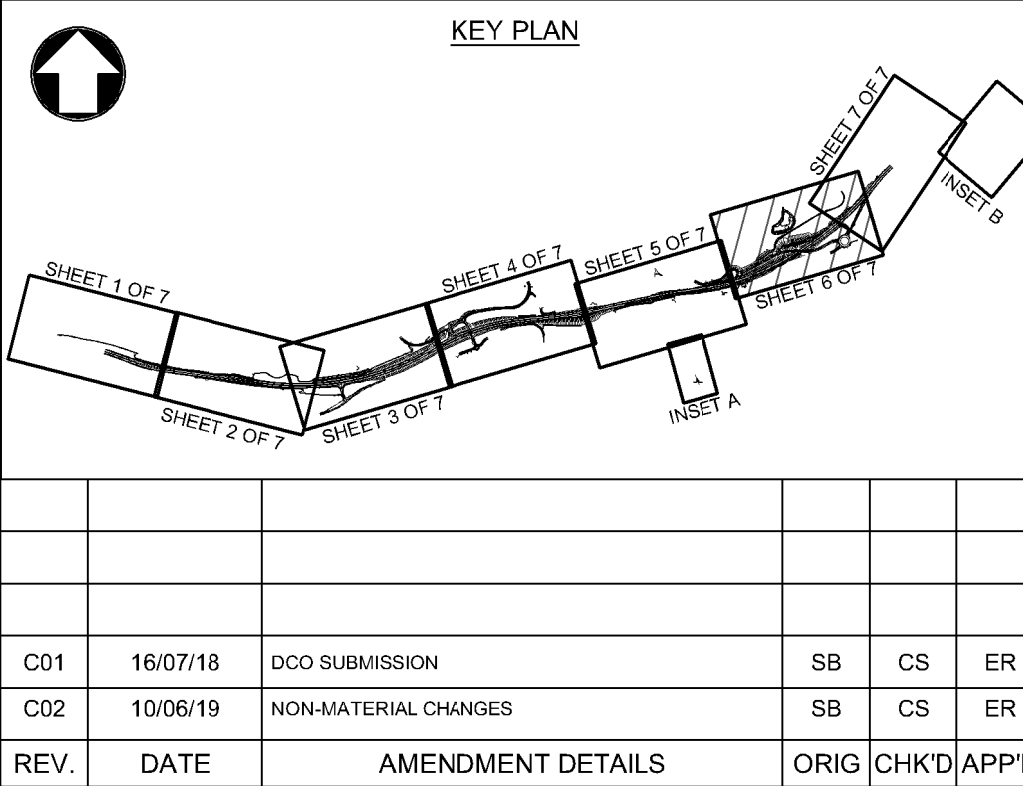 KEY PLAN
SHEET 7 OF 7
INSET B
SHEET 5 OF 7
SHEET 4 OF 7
SHEET 1 OF 7
SHEET 6 OF 7
INSET A
SHEET 3 OF 7
SHEET 2 OF 7
C01 16/07/18 DCO SUBMISSION SB CS ER
C02 10/06/19 NON-MATERIAL CHANGES SB CS ER
REV. DATE AMENDMENT DETAILS ORIG CHK'D APP'